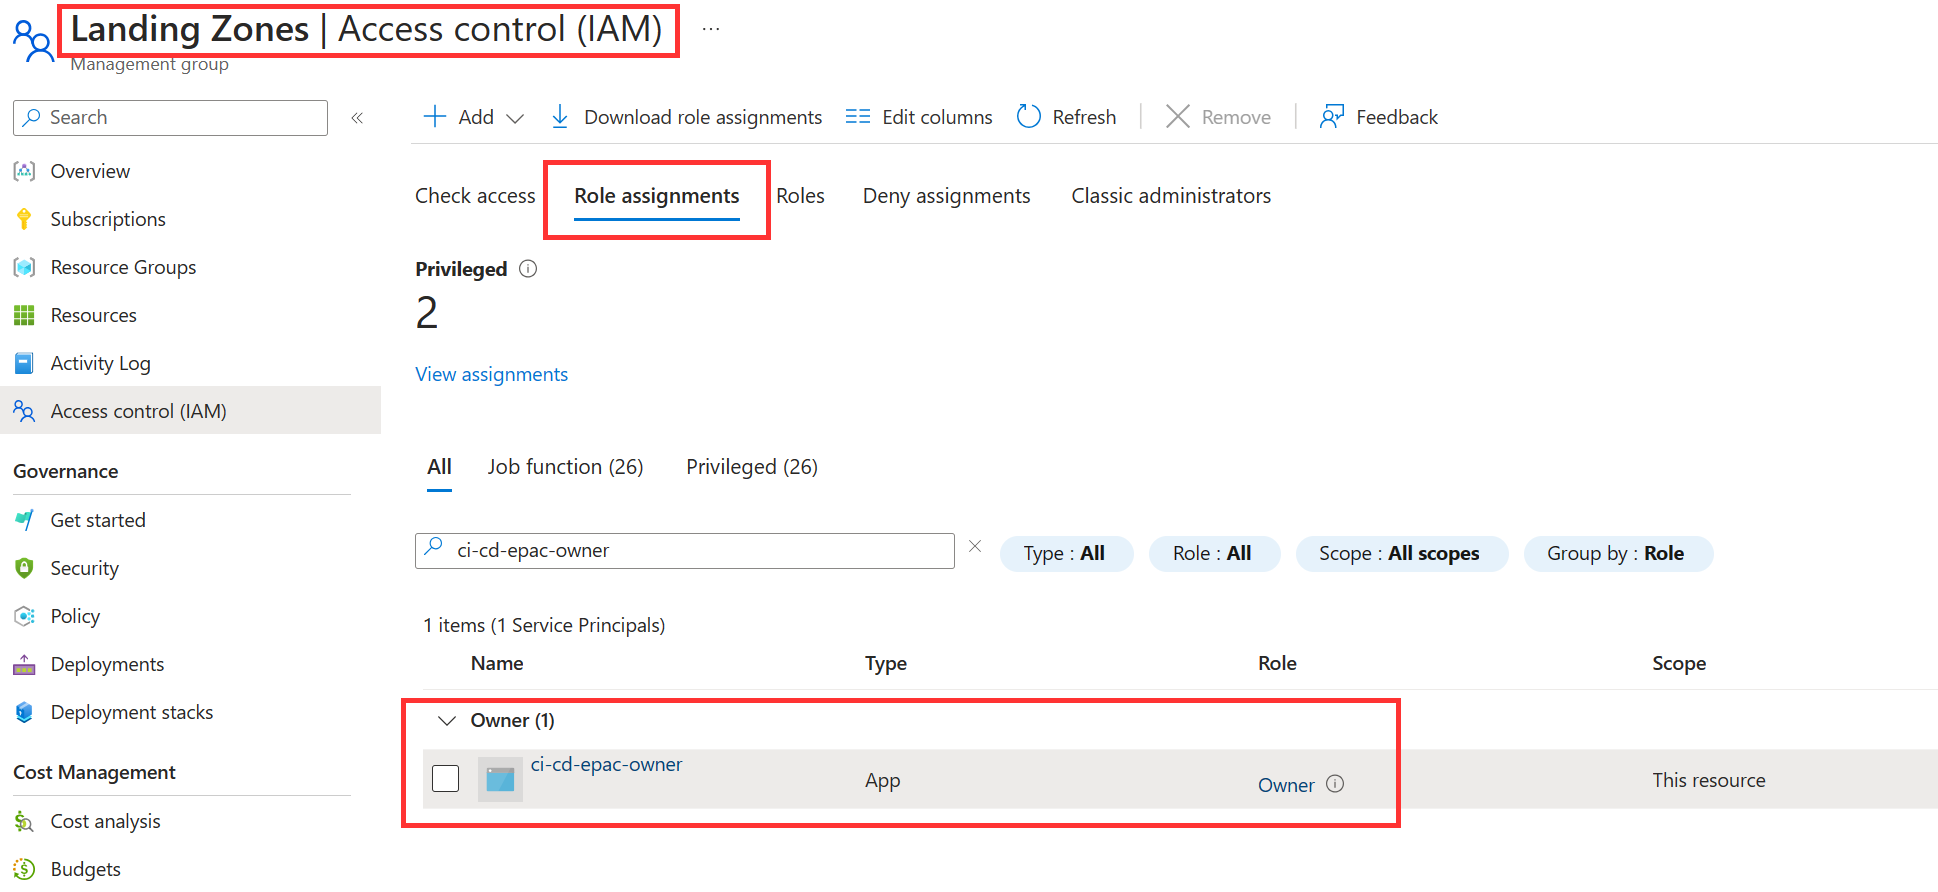 Landing Zones | Access control (IAM) ...
Management group
Search «
+ Add Download role assignments Edit columns Refresh Remove Feedback
Overview
Subscriptions
Resource Groups
Resources
Activity Log
Access control (IAM)
Governance
Get started
Security
Policy
Deployments
Deployment stacks
Cost Management
Cost analysis
Budgets
Check access Role assignments Roles Deny assignments Classic administrators
Privileged
2
View assignments
All Job function (26) Privileged (26)
ci-cd-epac-owner Type : All Role : All Scope : All scopes Group by : Role
1 items (1 Service Principals)
Name Type Role Scope
Owner (1)
ci-cd-epac-owner App Owner This resource